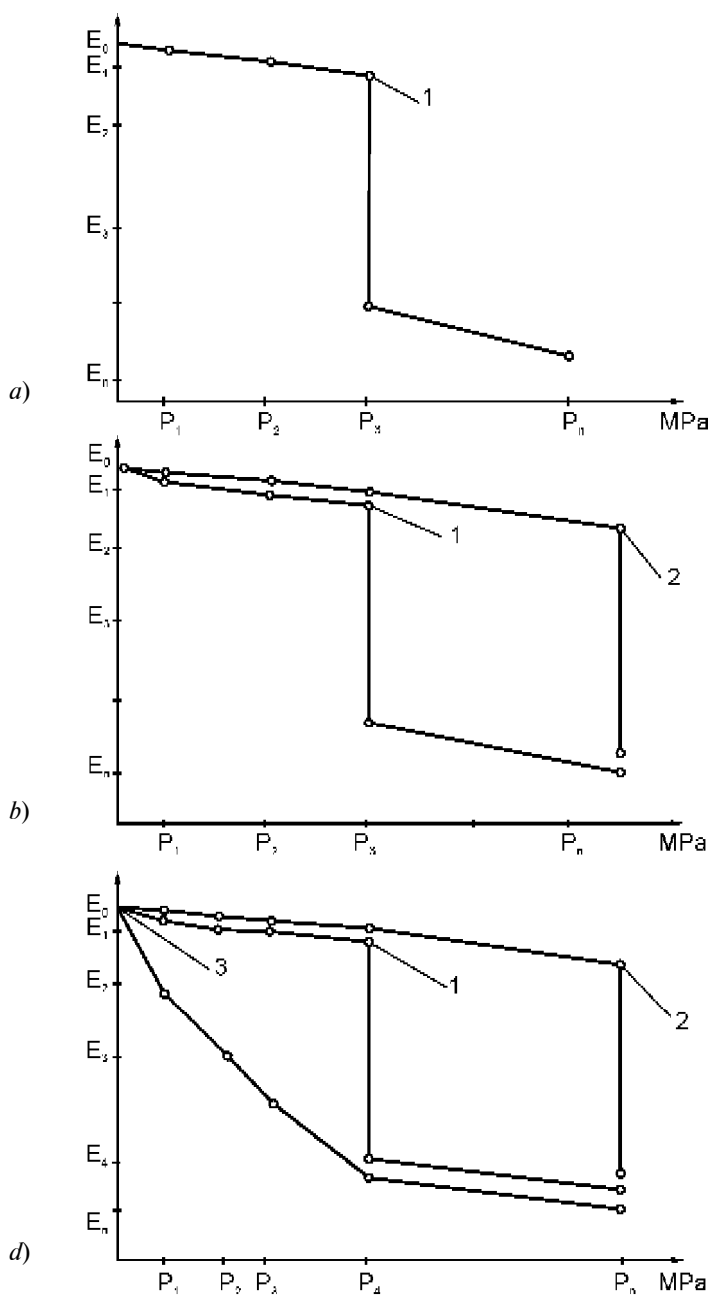 E₀
E₁
1
E₂
E₃
Eₙ
a)
P₁ P₂ P₃ Pₙ MPa
E₀
E₁
1
E₂
2
E₃
Eₙ
b)
P₁ P₂ P₃ Pₙ MPa
E₀
E₁
3
1
E₂
2
E₃
E₄
Eₙ
d)
P₁ P₂ P₃ P₄ Pₙ MPa